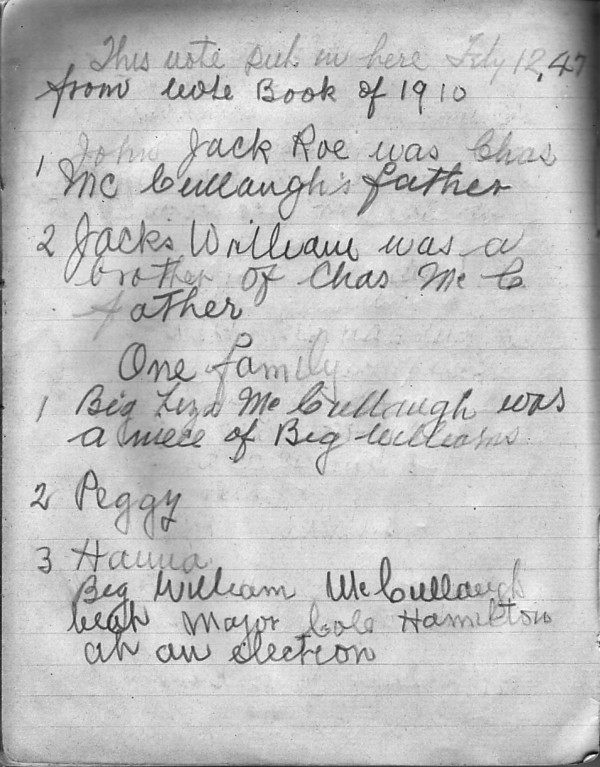 This note put in here July 12, 47
from Note Book of 1910
1 John Jack Roe was Chas
Mc Cullaugh's father
2 Jacks William was a
brother of Chas Mc C
father
One family
1 Big Liza Mc Cullaugh was
a niece of Big Williams
2 Peggy
3 Hanna
Big William McCullaugh
beat Major Cole Hamilton
at an election